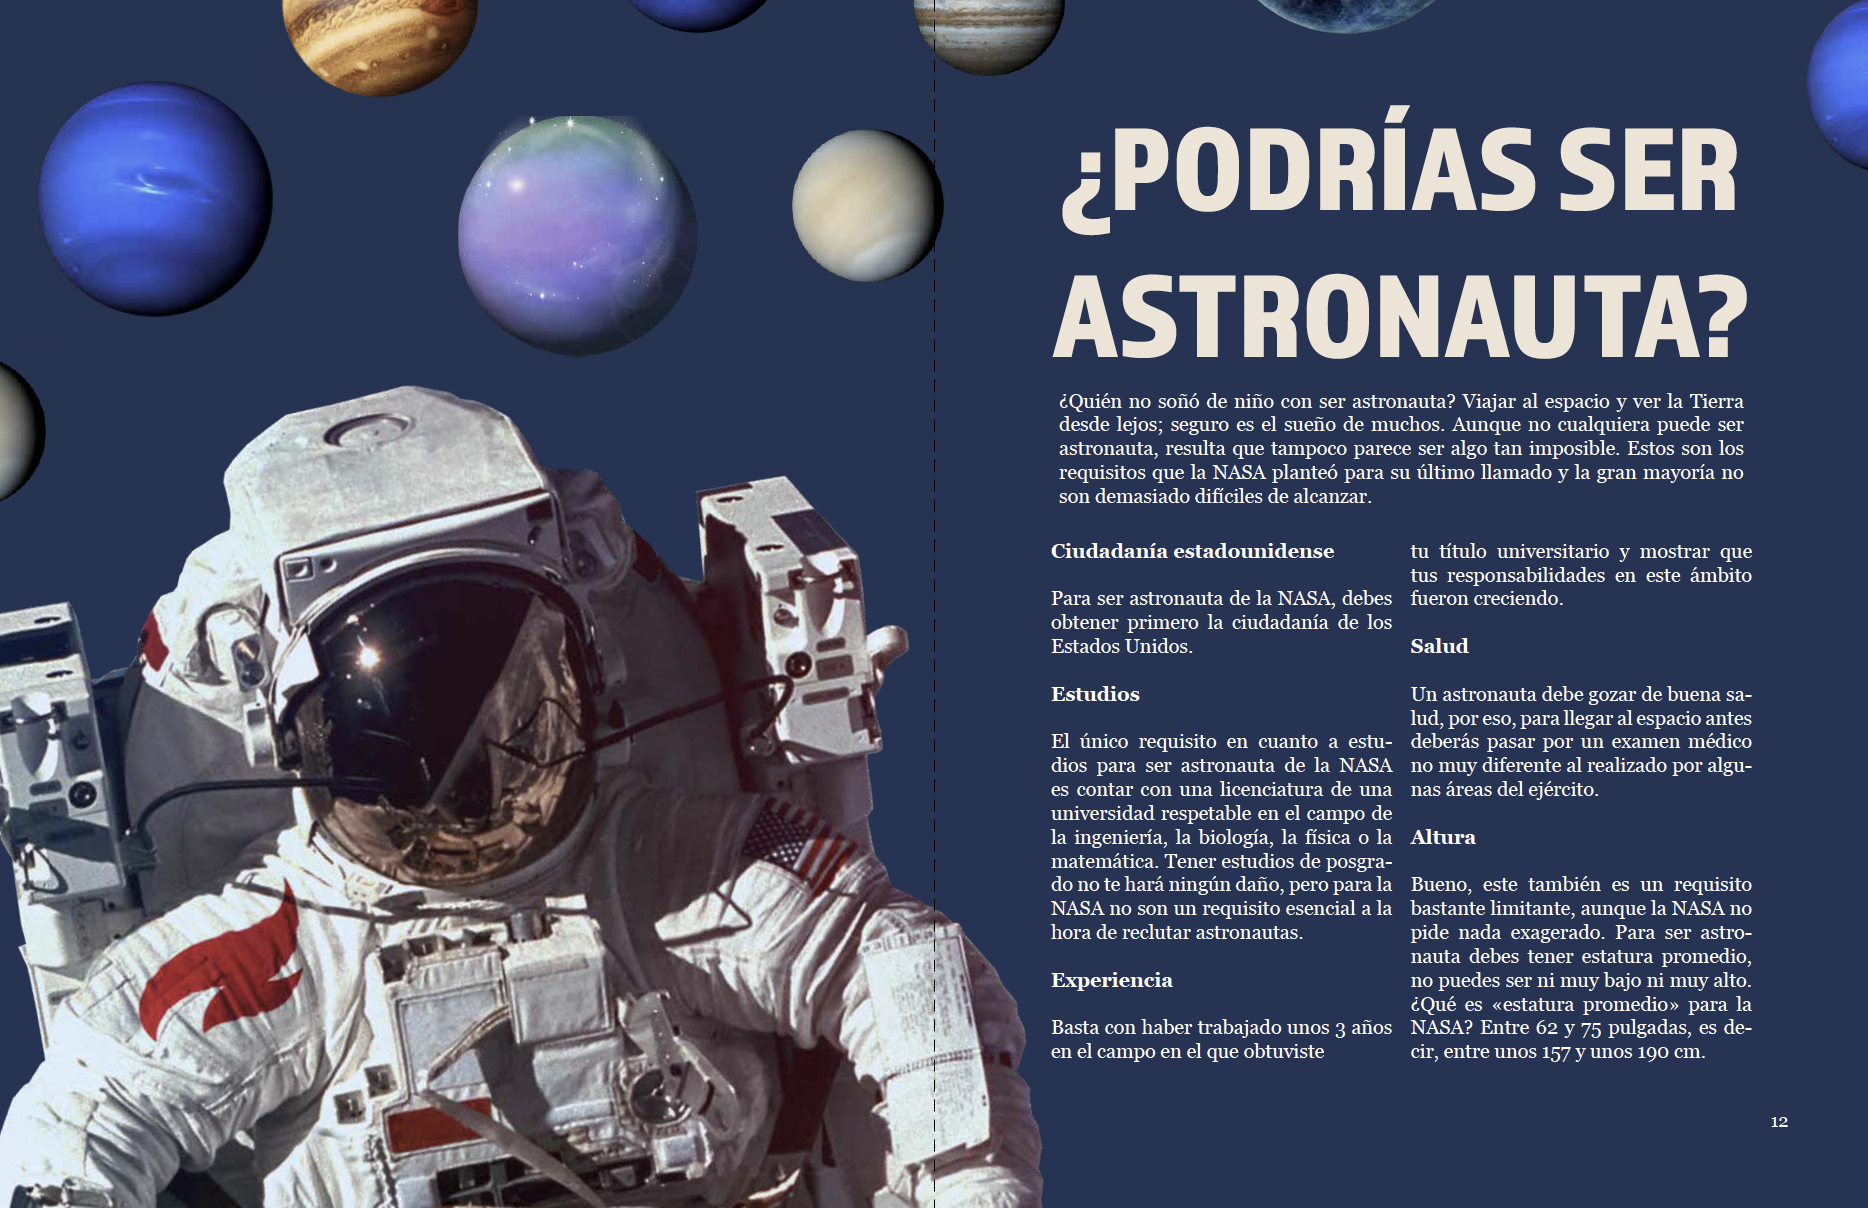 ¿PODRÍAS SER
ASTRONAUTA?
¿Quién no soñó de niño con ser astronauta? Viajar al espacio y ver la Tierra
desde lejos; seguro es el sueño de muchos. Aunque no cualquiera puede ser
astronauta, resulta que tampoco parece ser algo tan imposible. Estos son los
requisitos que la NASA planteó para su último llamado y la gran mayoría no
son demasiado difíciles de alcanzar.
Ciudadanía estadounidense
Para ser astronauta de la NASA, debes
obtener primero la ciudadanía de los
Estados Unidos.
Estudios
El único requisito en cuanto a estu-
dios para ser astronauta de la NASA
es contar con una licenciatura de una
universidad respetable en el campo de
la ingeniería, la biología, la física o la
matemática. Tener estudios de posgra-
do no te hará ningún daño, pero para la
NASA no son un requisito esencial a la
hora de reclutar astronautas.
Experiencia
Basta con haber trabajado unos 3 años
en el campo en el que obtuviste
tu título universitario y mostrar que
tus responsabilidades en este ámbito
fueron creciendo.
Salud
Un astronauta debe gozar de buena sa-
lud, por eso, para llegar al espacio antes
deberás pasar por un examen médico
no muy diferente al realizado por algu-
nas áreas del ejército.
Altura
Bueno, este también es un requisito
bastante limitante, aunque la NASA no
pide nada exagerado. Para ser astro-
nauta debes tener estatura promedio,
no puedes ser ni muy bajo ni muy alto.
¿Qué es «estatura promedio» para la
NASA? Entre 62 y 75 pulgadas, es de-
cir, entre unos 157 y unos 190 cm.
12